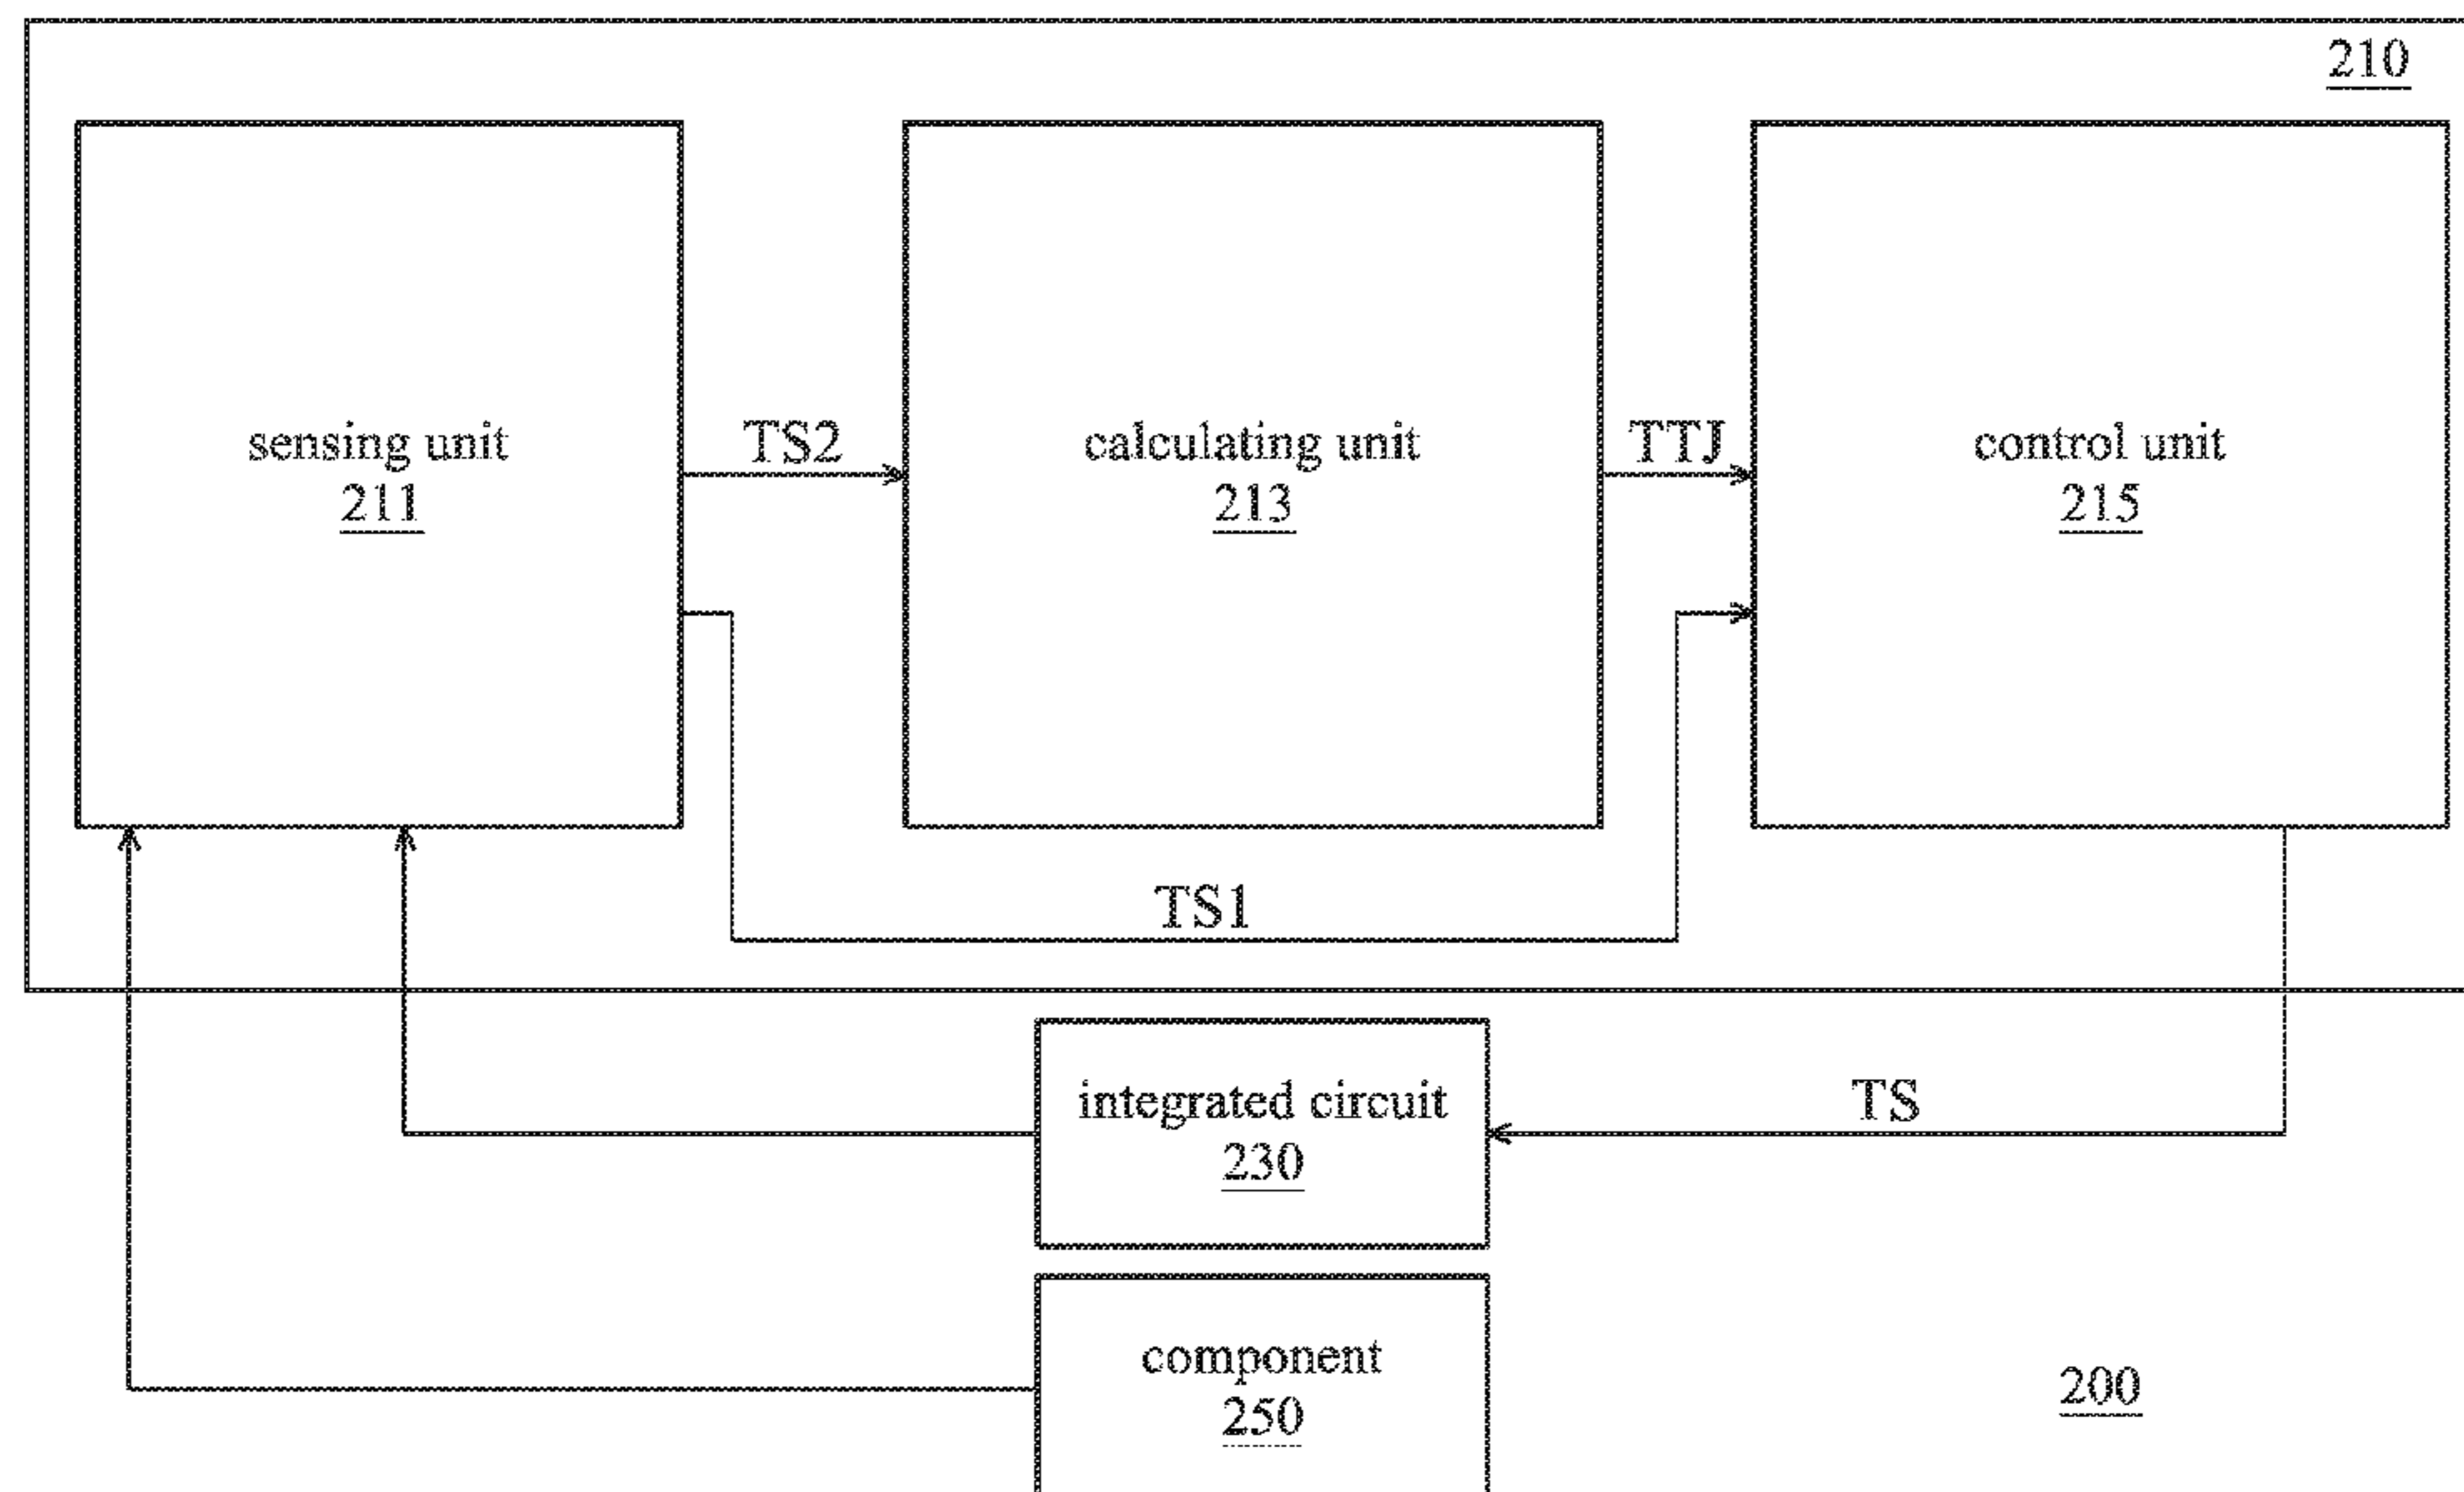 210
sensing unit
211
TS2
calculating unit
213
TTJ
control unit
215
TS1
integrated circuit
230
TS
component
250
200